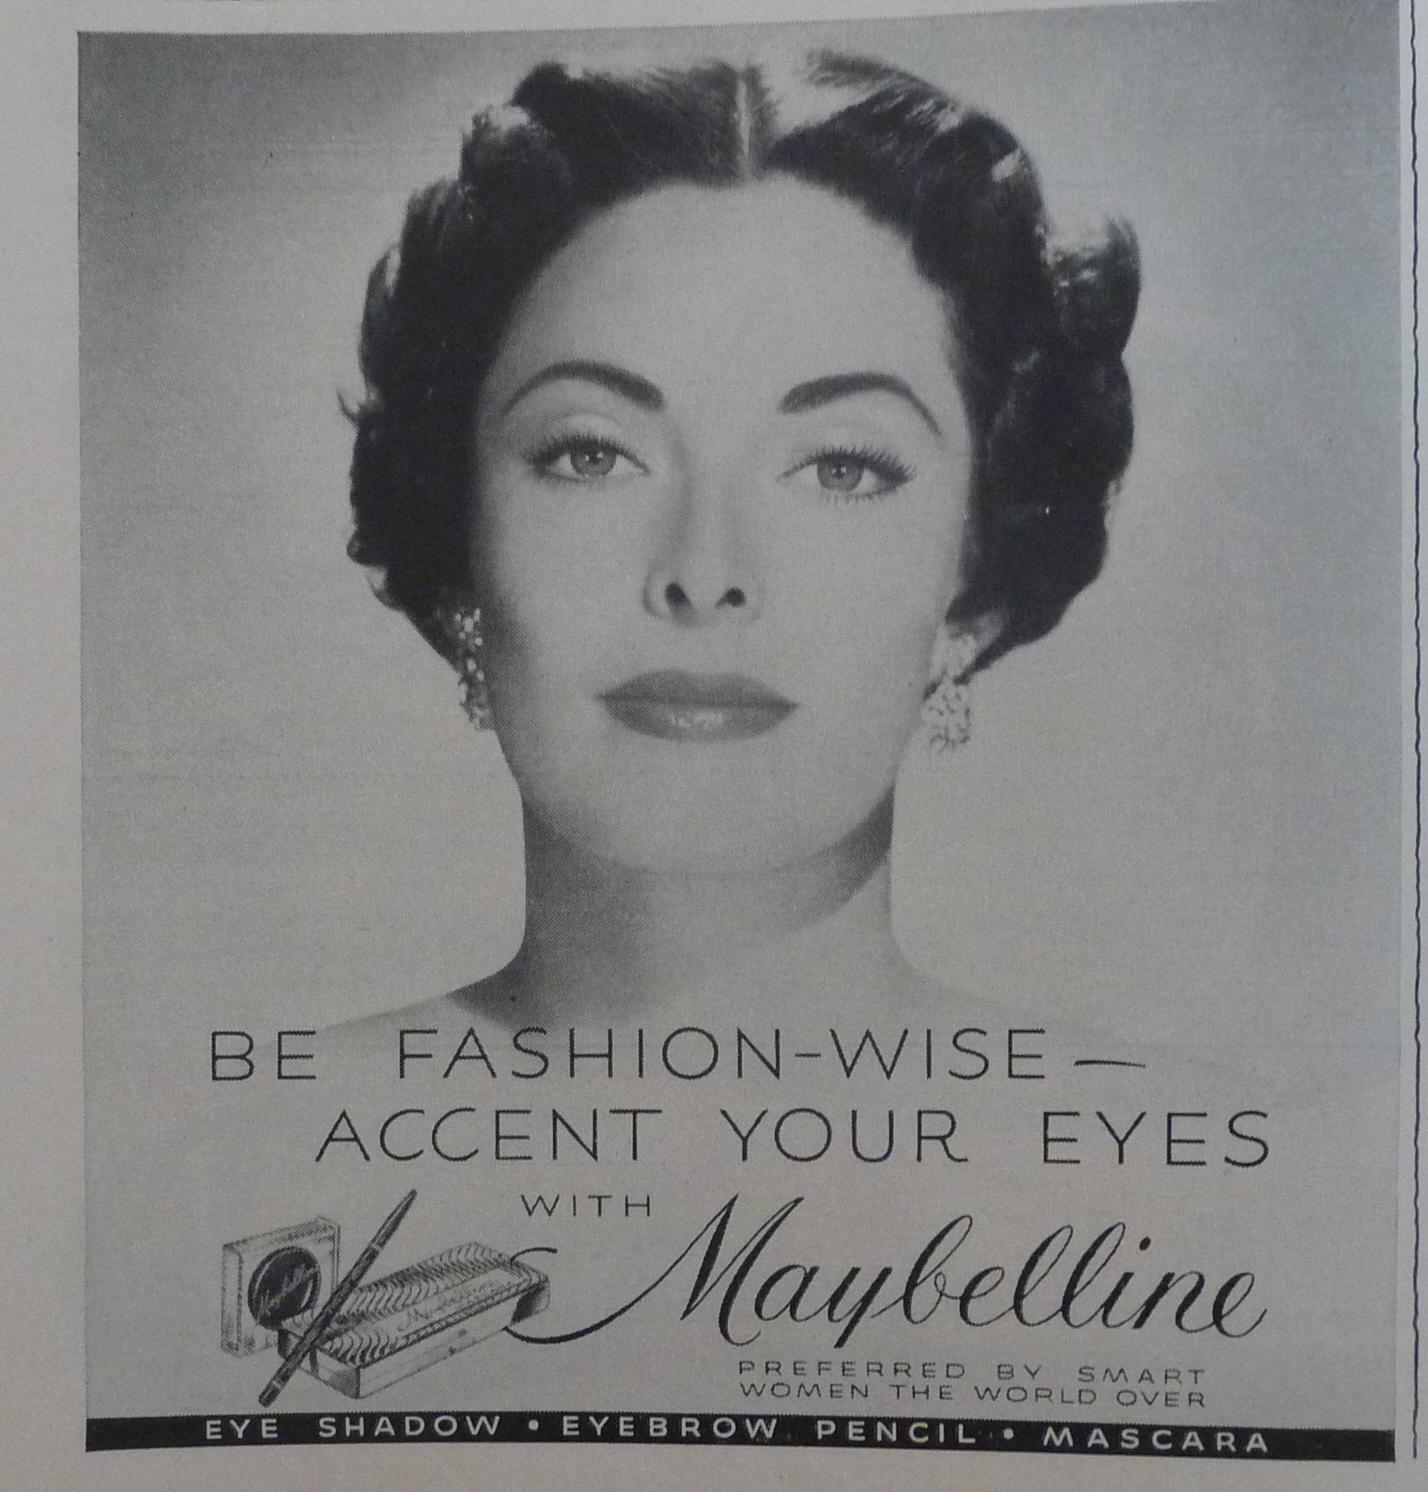 BE FASHION-WISE—
ACCENT YOUR EYES
WITH Maybelline
PREFERRED BY SMART
WOMEN THE WORLD OVER
EYE SHADOW • EYEBROW PENCIL • MASCARA